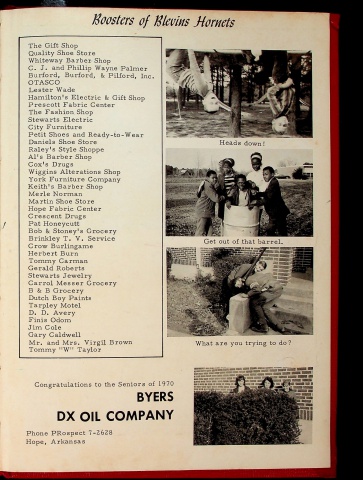 Boosters of Blevins Hornets
The Gift Shop
Quality Shoe Store
Whiteway Barber Shop
C. J. and Phillip Wayne Palmer
Burford, Burford, & Pilford, Inc.
OTASCO
Lester Wade
Hamilton's Electric & Gift Shop
Prescott Fabric Center
The Fashion Shop
Stewarts Electric
City Furniture
Petit Shoes and Ready-to-Wear
Daniels Shoe Store
Raley's Style Shoppe
Al's Barber Shop
Cox's Drugs
Wiggins Alterations Shop
York Furniture Company
Keith's Barber Shop
Merle Norman
Martin Shoe Store
Hope Fabric Center
Crescent Drugs
Pat Honeycutt
Bob & Stoney's Grocery
Brinkley T. V. Service
Crow Burlingame
Herbert Burn
Tommy Carman
Gerald Roberts
Stewarts Jewelry
Carrol Messer Grocery
B & B Grocery
Dutch Boy Paints
Tarpley Motel
D. D. Avery
Finis Odom
Jim Cole
Gary Caldwell
Mr. and Mrs. Virgil Brown
Tommy "W" Taylor
Heads down!
Get out of that barrel.
What are you trying to do?
Congratulations to the Seniors of 1970
BYERS
DX OIL COMPANY
Phone PRospect 7-2628
Hope, Arkansas